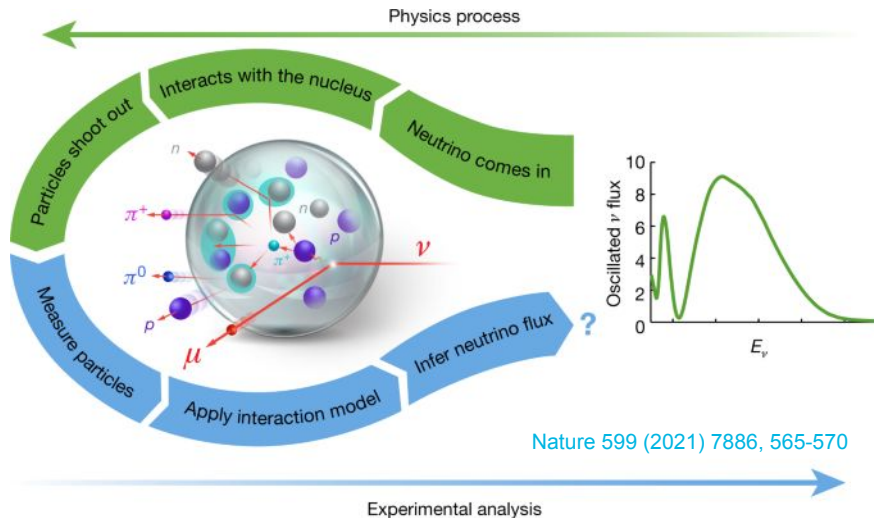 Physics process
Interacts with the nucleus
Particles shoot out
Neutrino comes in
n
π⁺
n
p
π⁺
ν
π⁰
p
μ
10
8
6
4
2
0
Oscillated ν flux
E_ν
Measure particles
Apply interaction model
Infer neutrino flux
?
Nature 599 (2021) 7886, 565-570
Experimental analysis